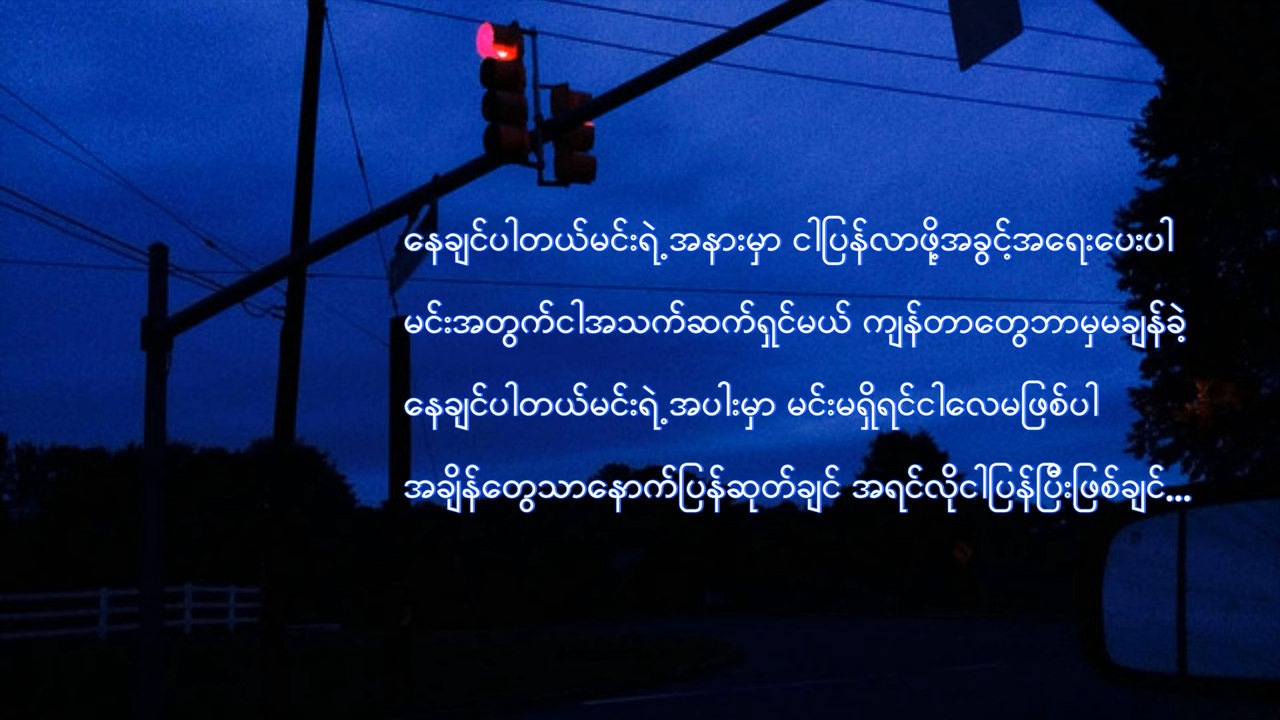 နေချင်ပါတယ်မင်းရဲ့အနားမှာ ငါပြန်လာဖို့အခွင့်အရေးပေးပါ
မင်းအတွက်ငါအသက်ဆက်ရှင်မယ် ကျန်တာတွေဘာမှမချန်ခဲ့
နေချင်ပါတယ်မင်းရဲ့အပါးမှာ မင်းမရှိရင်ငါလေမဖြစ်ပါ
အချိန်တွေသာနောက်ပြန်ဆုတ်ချင် အရင်လိုငါပြန်ပြီးဖြစ်ချင်...